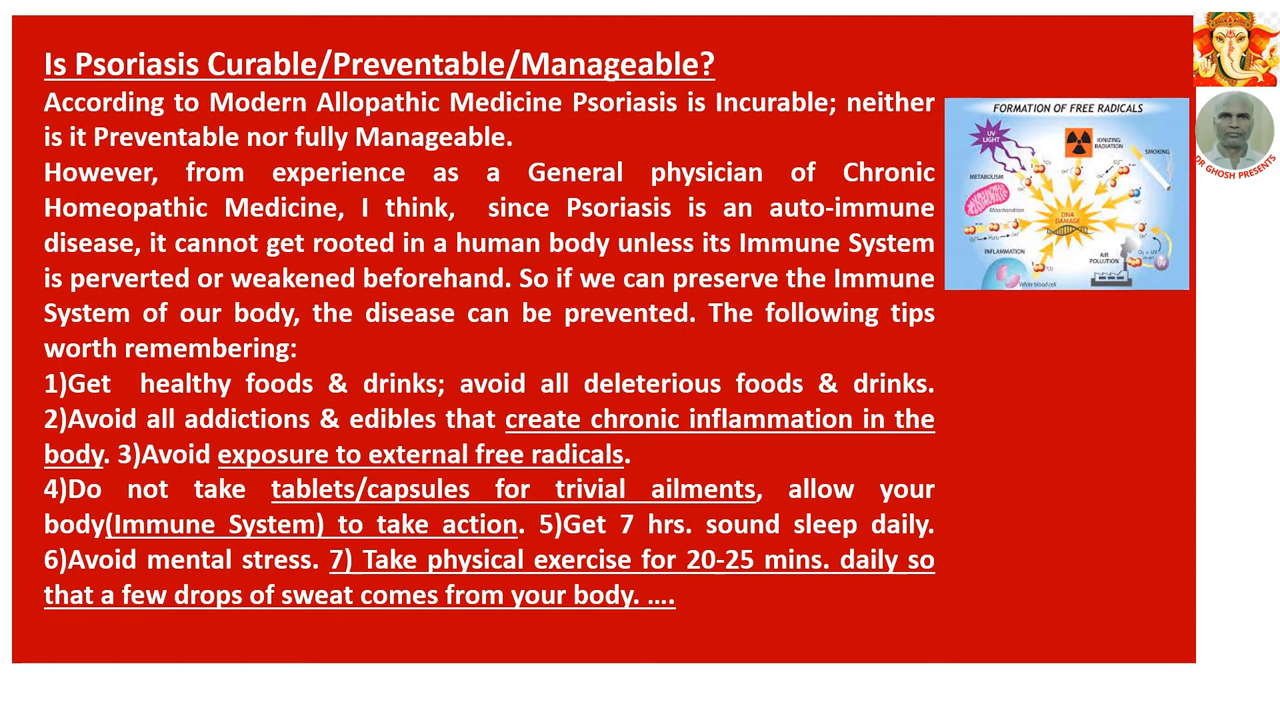 Is Psoriasis Curable/Preventable/Manageable?
According to Modern Allopathic Medicine Psoriasis is Incurable; neither
is it Preventable nor fully Manageable.
However, from experience as a General physician of Chronic
Homeopathic Medicine, I think, since Psoriasis is an auto-immune
disease, it cannot get rooted in a human body unless its Immune System
is perverted or weakened beforehand. So if we can preserve the Immune
System of our body, the disease can be prevented. The following tips
worth remembering:
1)Get healthy foods & drinks; avoid all deleterious foods & drinks.
2)Avoid all addictions & edibles that create chronic inflammation in the
body. 3)Avoid exposure to external free radicals.
4)Do not take tablets/capsules for trivial ailments, allow your
body(Immune System) to take action. 5)Get 7 hrs. sound sleep daily.
6)Avoid mental stress. 7) Take physical exercise for 20-25 mins. daily so
that a few drops of sweat comes from your body. ....
FORMATION OF FREE RADICALS
UV
LIGHT
IONIZING
RADIATION
SMOKING
METABOLISM
Mitochondrion
DNA
DAMAGE
INFLAMMATION
White blood cell
AIR
POLLUTION
UV
DR GHOSH PRESENTS